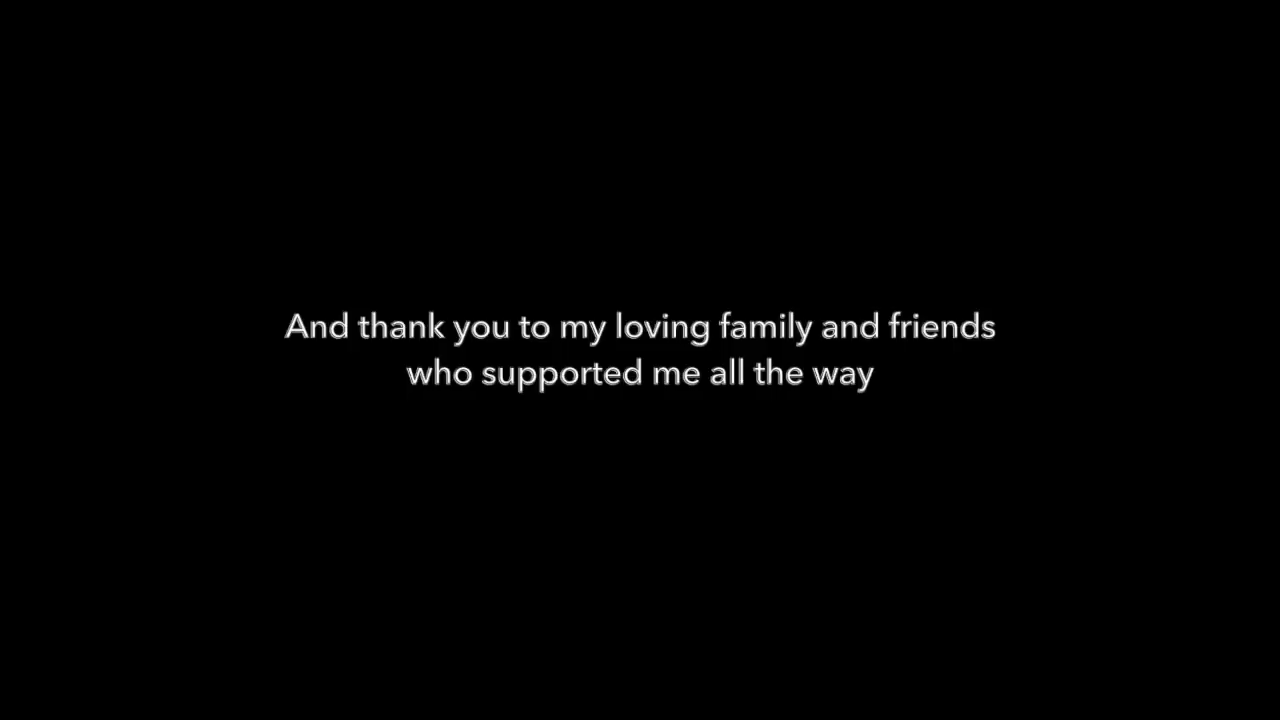 And thank you to my loving family and friends
who supported me all the way